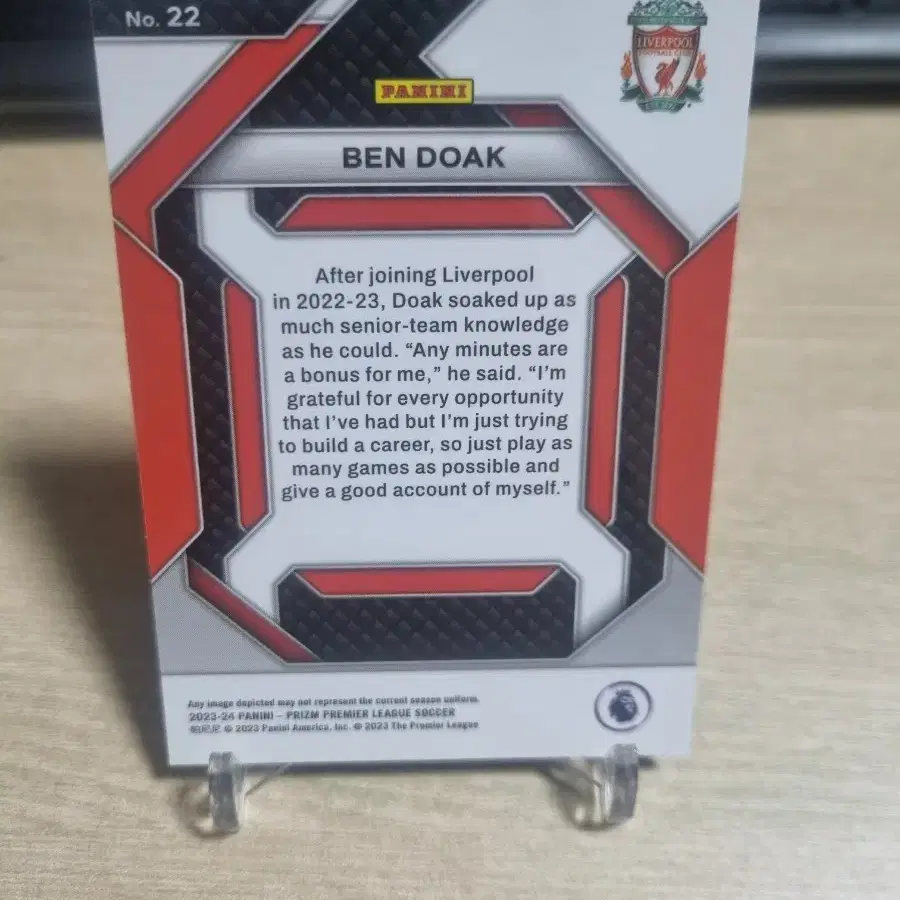 No. 22
LIVERPOOL
FOOTBALL CLUB
EST·1892
PANINI
BEN DOAK
After joining Liverpool
in 2022-23, Doak soaked up as
much senior-team knowledge
as he could. “Any minutes are
a bonus for me,” he said. “I’m
grateful for every opportunity
that I’ve had but I’m just trying
to build a career, so just play as
many games as possible and
give a good account of myself.”
Any image depicted may not represent the current season uniform.
2023-24 PANINI – PRIZM PREMIER LEAGUE SOCCER
© 2023 Panini America, Inc. © 2023 The Premier League